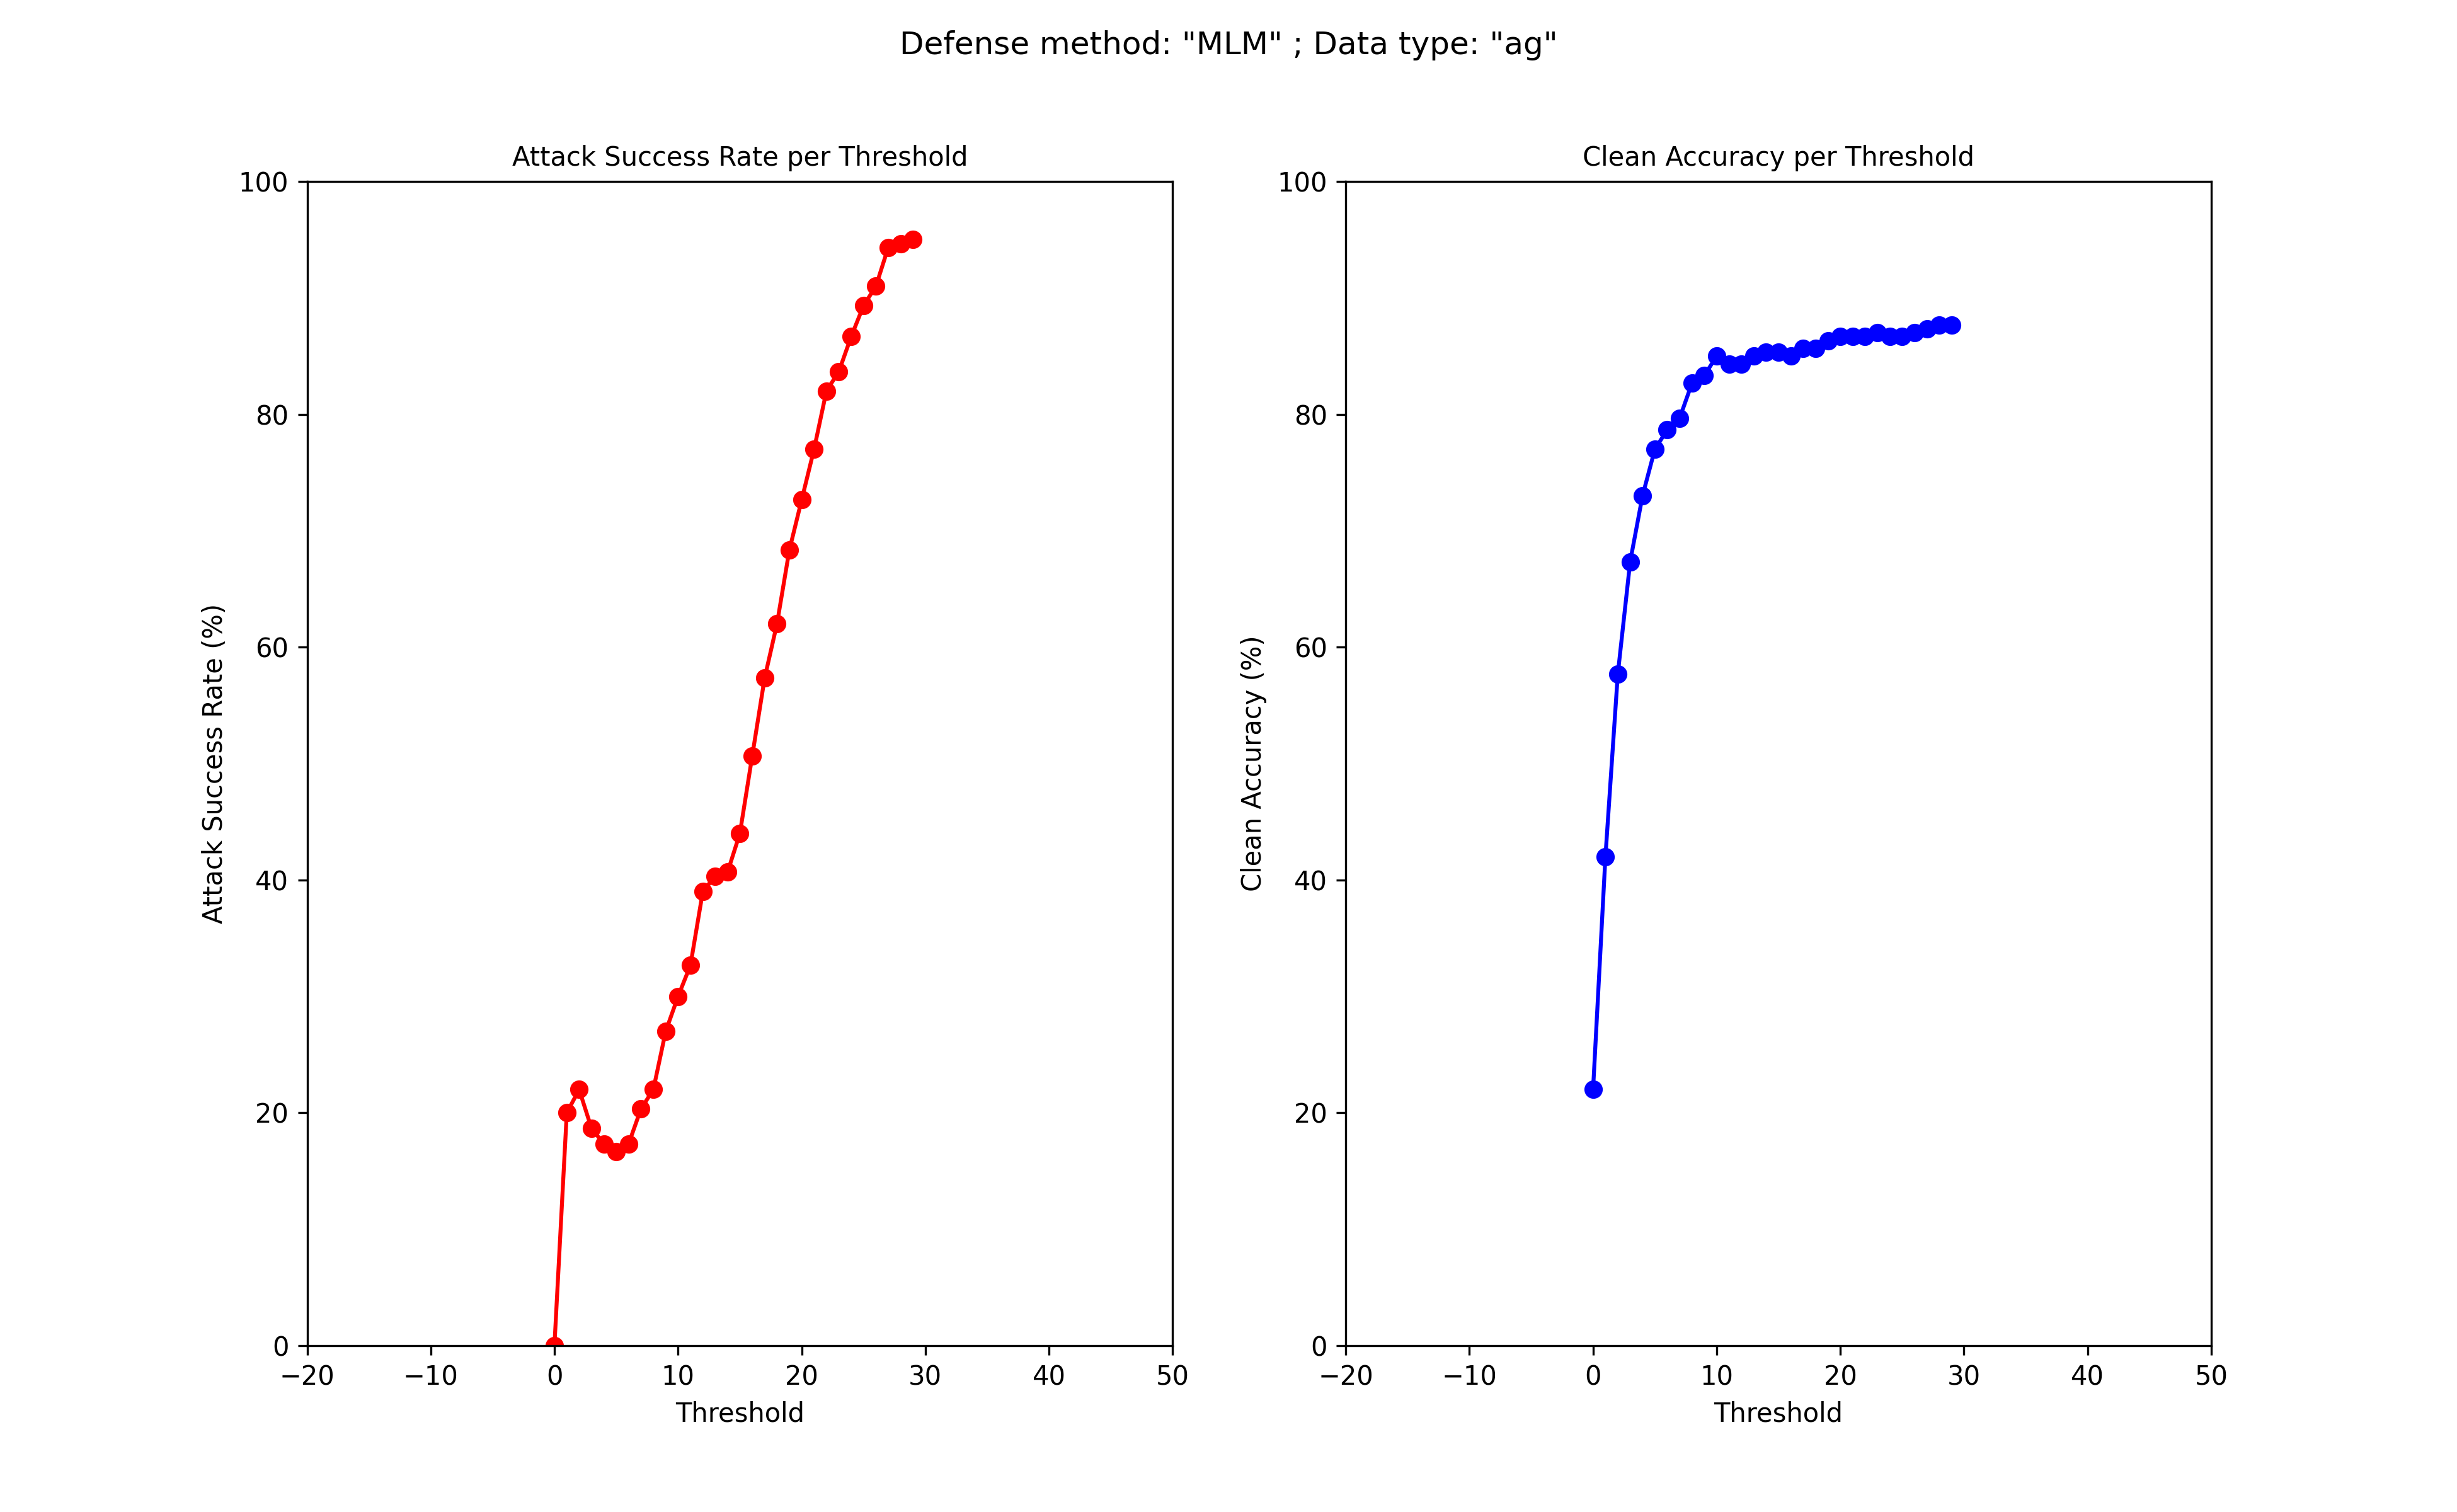 Defense method: "MLM" ; Data type: "ag"
Attack Success Rate per Threshold
100
80
60
40
20
0
Attack Success Rate (%)
−20 −10 0 10 20 30 40 50
Threshold
Clean Accuracy per Threshold
100
80
60
40
20
0
Clean Accuracy (%)
−20 −10 0 10 20 30 40 50
Threshold